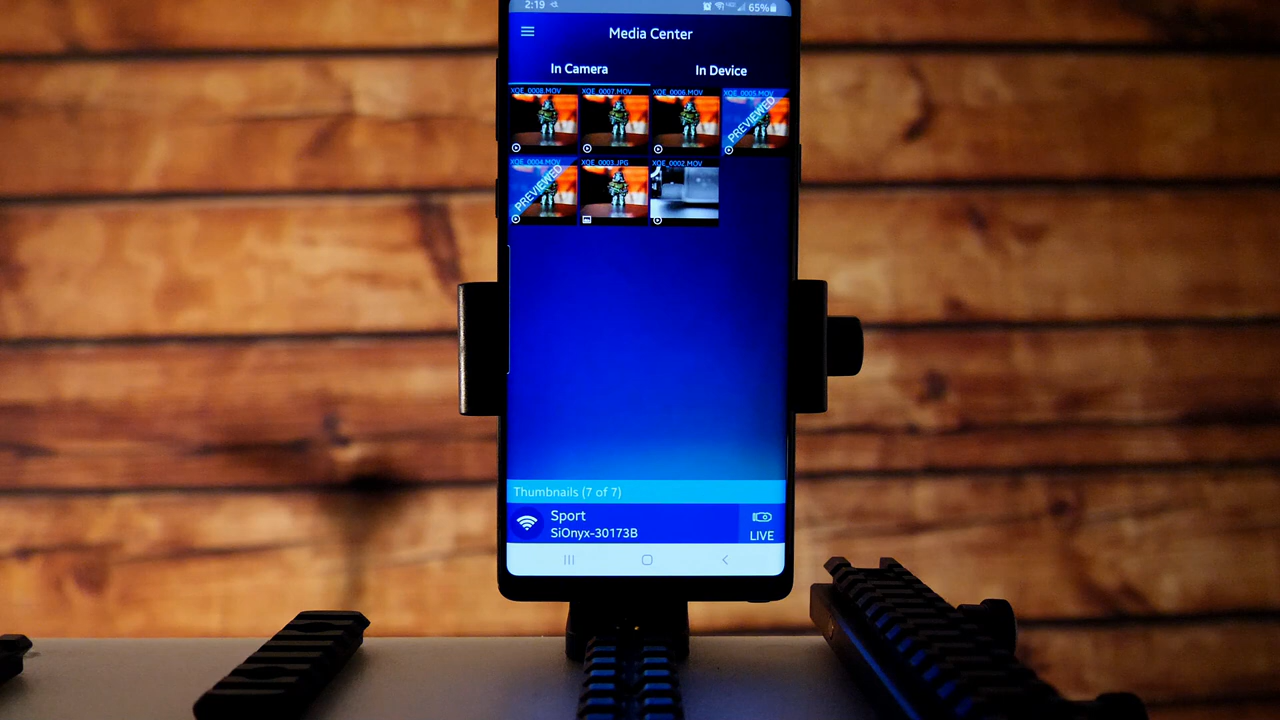 2:19
65%
Media Center
In Camera
In Device
XQE_0008.MOV
XQE_0007.MOV
XQE_0006.MOV
XQE_0005.MOV
PREVIEWED
XQE_0004.MOV
XQE_0003.JPG
XQE_0002.MOV
PREVIEWED
Thumbnails (7 of 7)
Sport
SiOnyx-30173B
LIVE